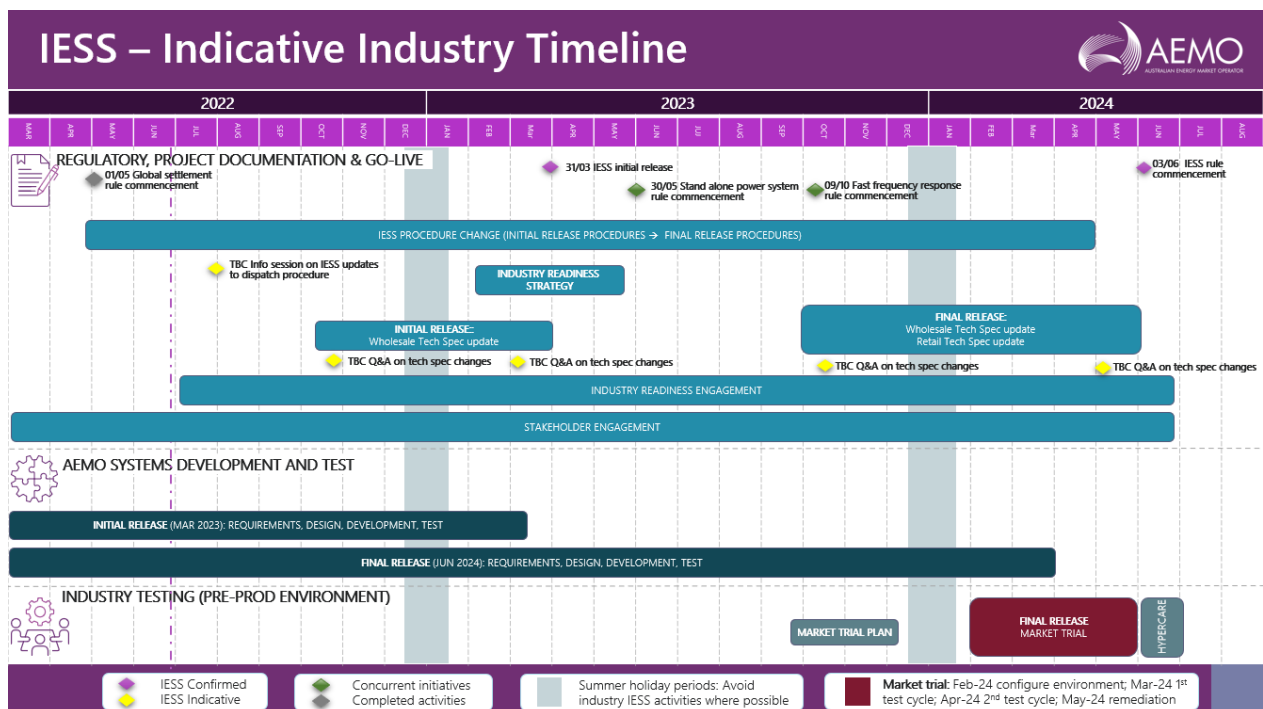 IESS – Indicative Industry Timeline
AEMO
AUSTRALIAN ENERGY MARKET OPERATOR
2022
2023
2024
MAR
APR
MAY
JUN
JUL
AUG
SEP
OCT
NOV
DEC
JAN
FEB
Mar
APR
MAY
JUN
JUL
AUG
SEP
OCT
NOV
DEC
JAN
FEB
Mar
APR
MAY
JUN
JUL
AUG
REGULATORY, PROJECT DOCUMENTATION & GO-LIVE
01/05 Global settlement
rule commencement
31/03 IESS initial release
30/05 Stand alone power system
rule commencement
09/10 Fast frequency response
rule commencement
03/06 IESS rule
commencement
IESS PROCEDURE CHANGE (INITIAL RELEASE PROCEDURES → FINAL RELEASE PROCEDURES)
TBC Info session on IESS updates
to dispatch procedure
INDUSTRY READINESS
STRATEGY
INITIAL RELEASE::
Wholesale Tech Spec update
FINAL RELEASE:
Wholesale Tech Spec update
Retail Tech Spec update
TBC Q&A on tech spec changes
TBC Q&A on tech spec changes
TBC Q&A on tech spec changes
TBC Q&A on tech spec changes
INDUSTRY READINESS ENGAGEMENT
STAKEHOLDER ENGAGEMENT
AEMO SYSTEMS DEVELOPMENT AND TEST
INITIAL RELEASE (MAR 2023): REQUIREMENTS, DESIGN, DEVELOPMENT, TEST
FINAL RELEASE (JUN 2024): REQUIREMENTS, DESIGN, DEVELOPMENT, TEST
INDUSTRY TESTING (PRE-PROD ENVIRONMENT)
MARKET TRIAL PLAN
FINAL RELEASE
MARKET TRIAL
HYPERCARE
IESS Confirmed
IESS Indicative
Concurrent initiatives
Completed activities
Summer holiday periods: Avoid
industry IESS activities where possible
Market trial: Feb-24 configure environment; Mar-24 1st
test cycle; Apr-24 2nd test cycle; May-24 remediation